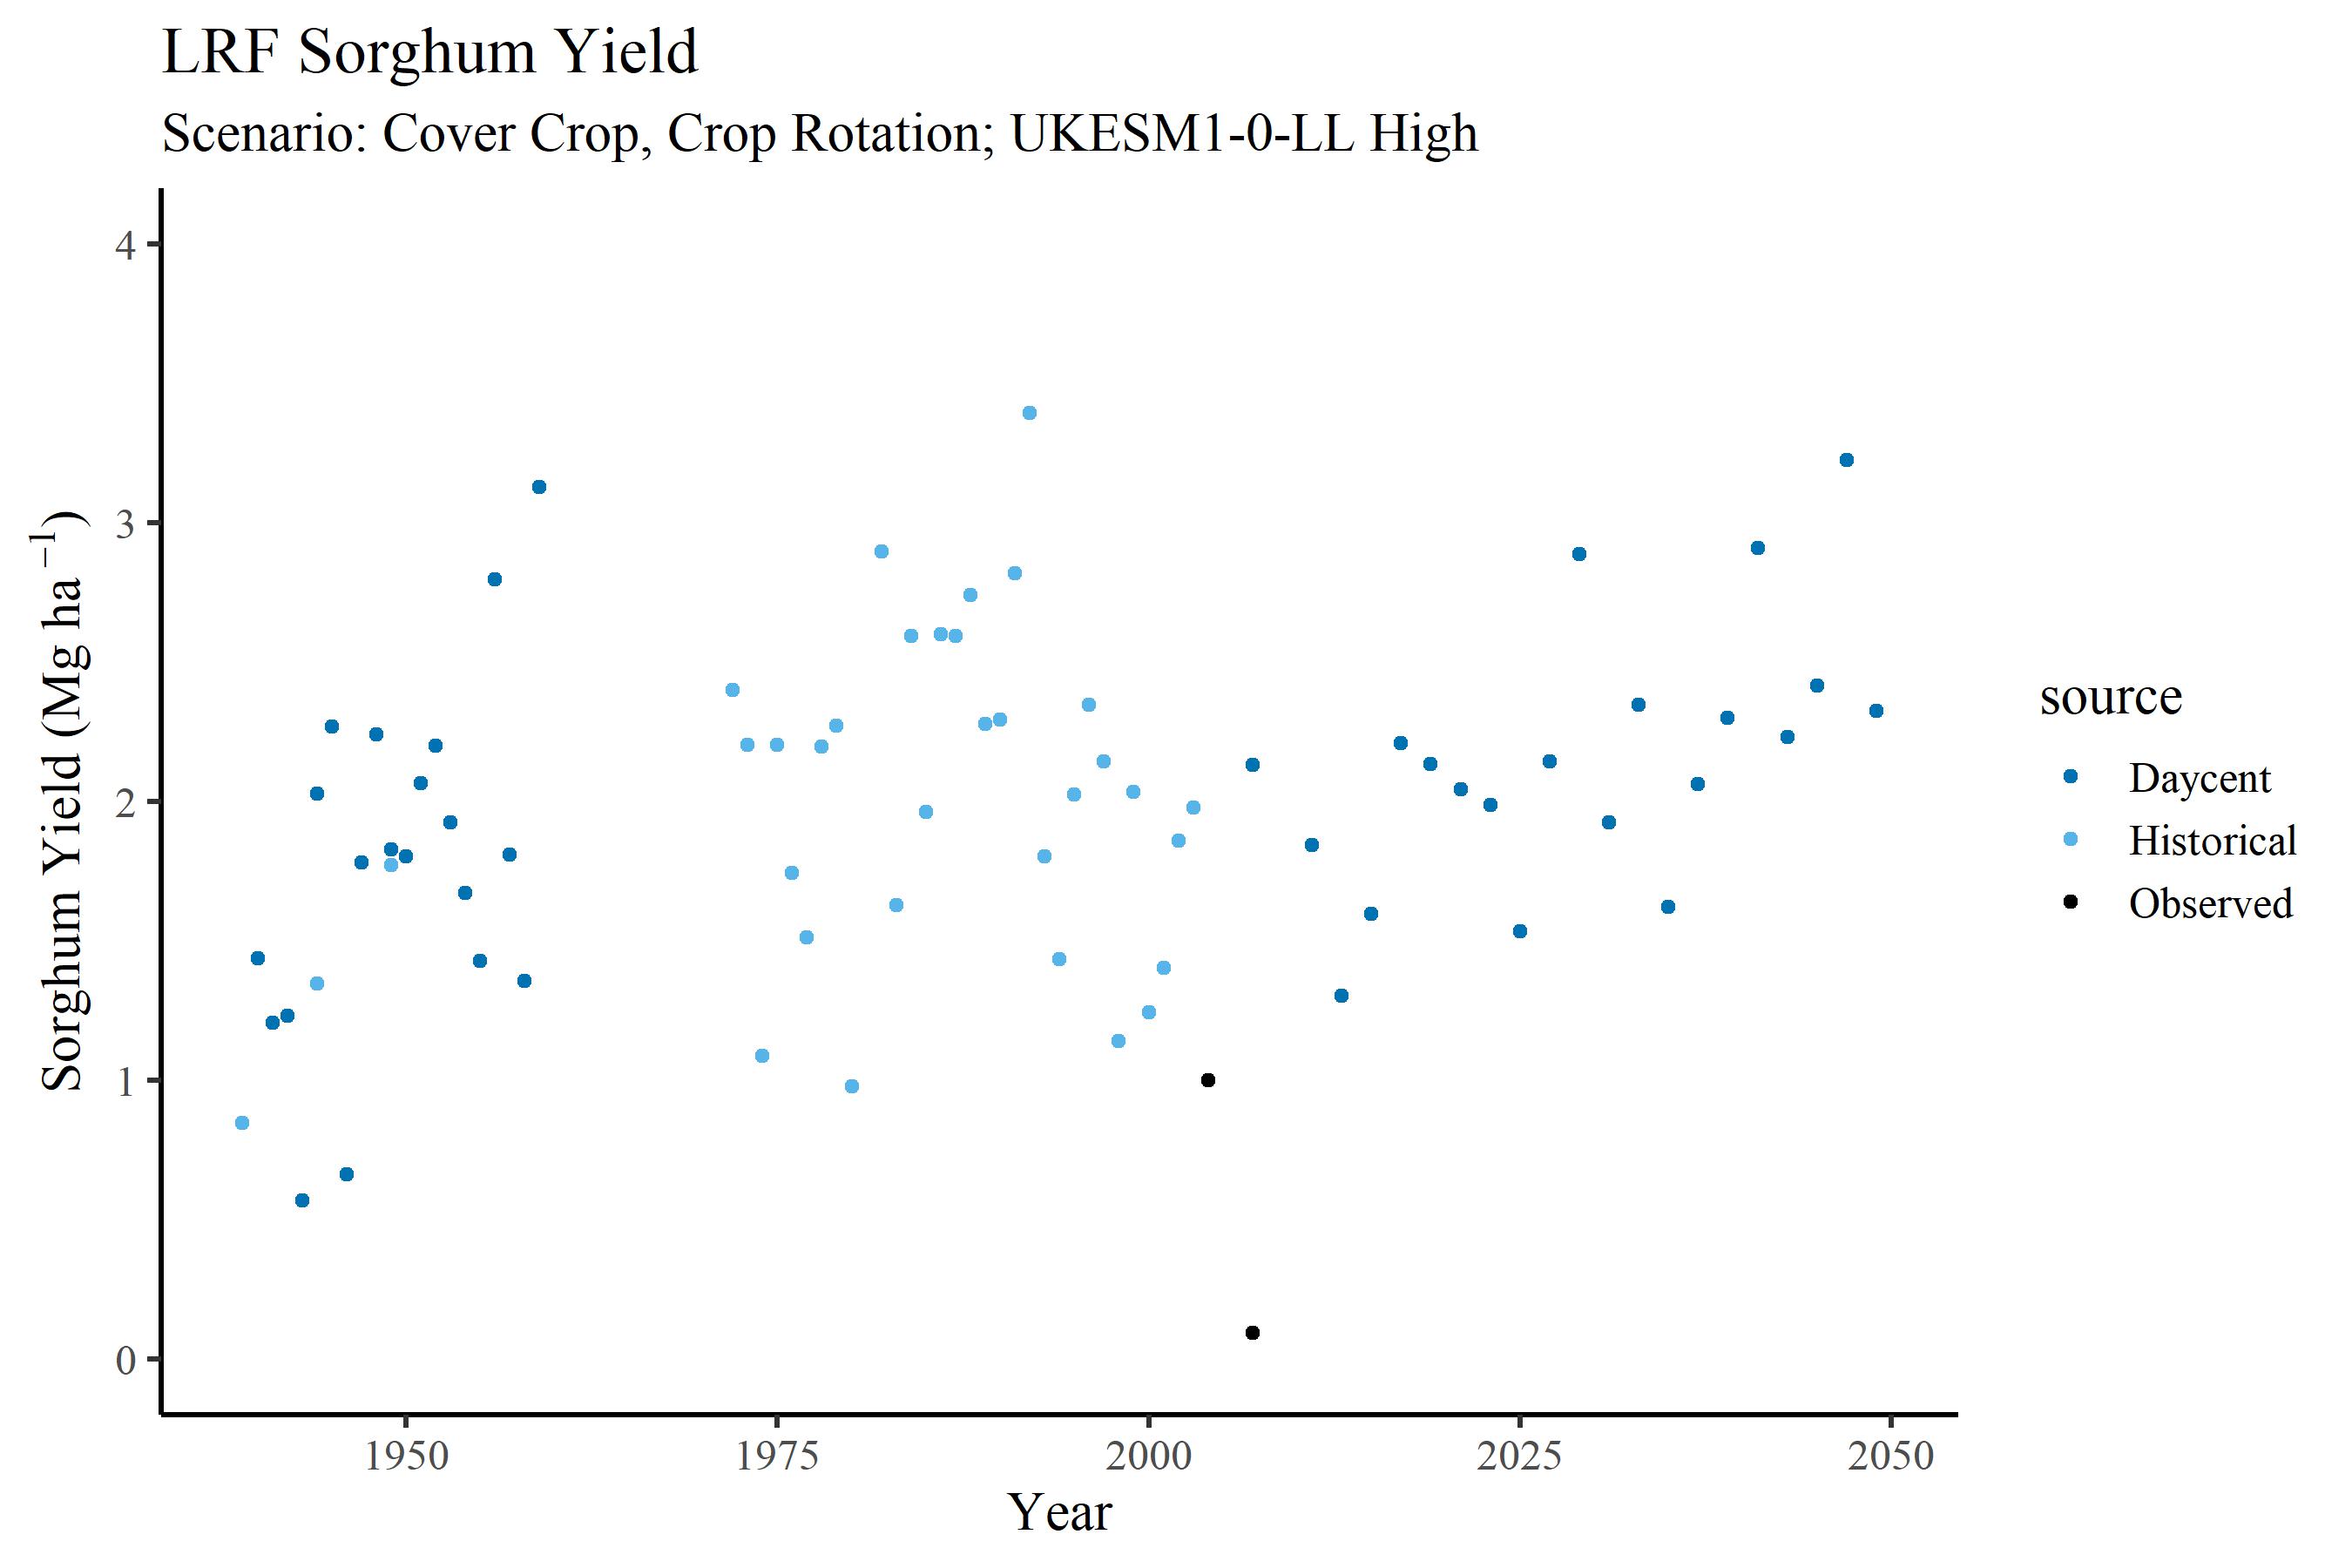 LRF Sorghum Yield
Scenario: Cover Crop, Crop Rotation; UKESM1-0-LL High
Sorghum Yield (Mg ha⁻¹)
4
3
2
1
0
1950 1975 2000 2025 2050
Year
source
Daycent
Historical
Observed